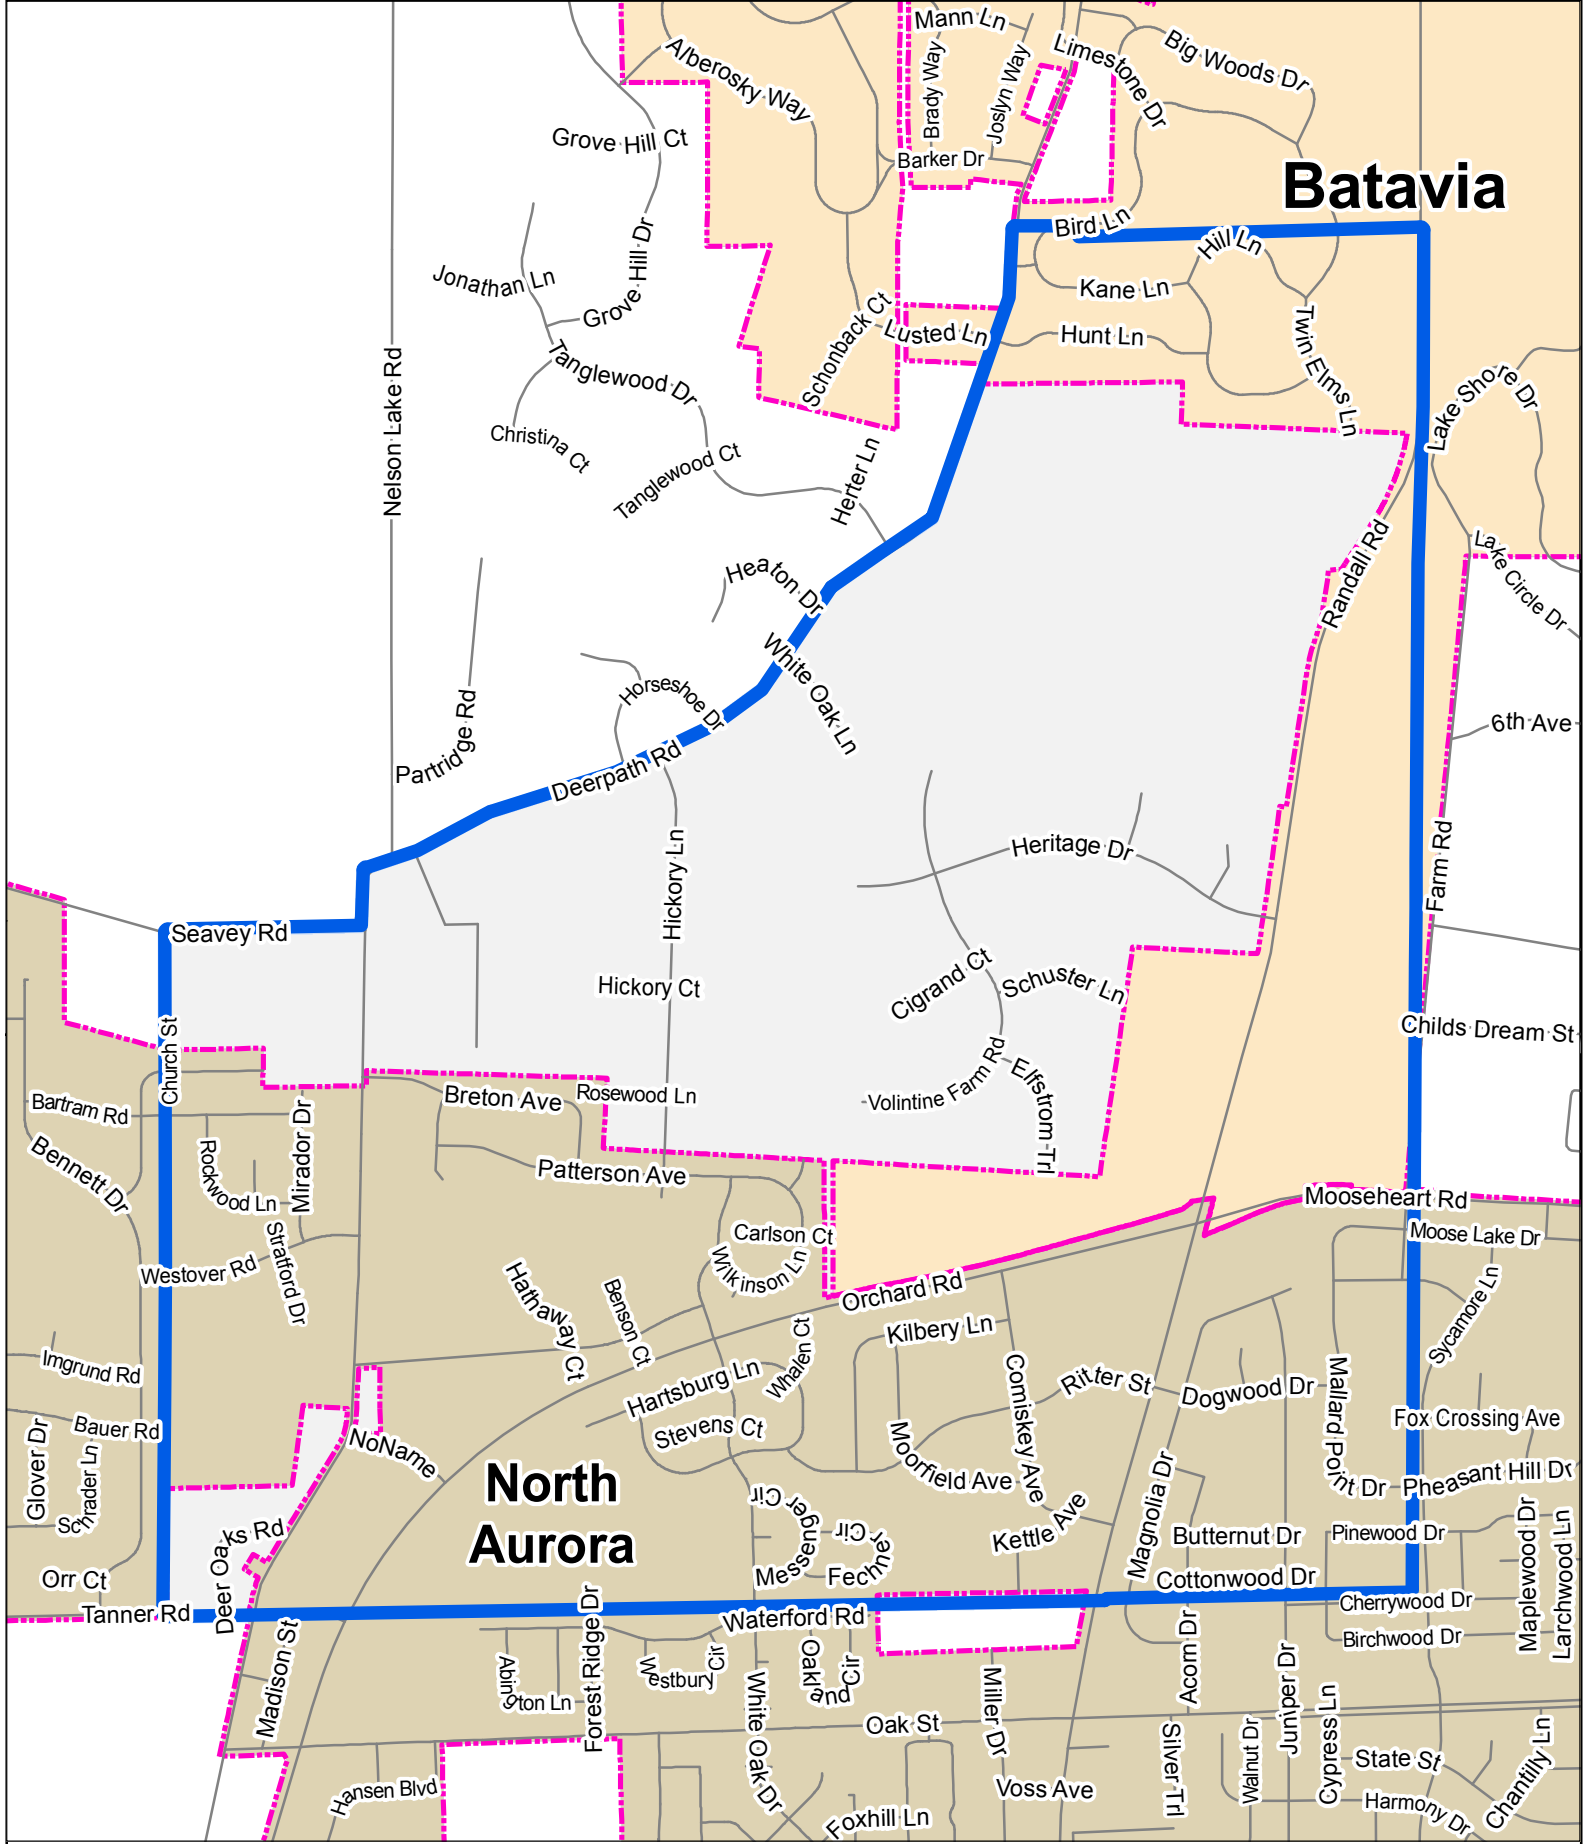 Mann Ln
Alberosky Way
Brady Way
Joslyn Way
Limestone Dr
Big Woods Dr
Grove Hill Ct
Barker Dr
Batavia
Bird Ln
Hill Ln
Grove Hill Dr
Jonathan Ln
Kane Ln
Schonback Ct
Lusted Ln
Hunt Ln
Twin Elms Ln
Nelson Lake Rd
Tanglewood Dr
Lake Shore Dr
Christina Ct
Tanglewood Ct
Herter Ln
Randall Rd
Lake Circle Dr
Heaton Dr
White Oak Ln
Horseshoe Dr
Partridge Rd
6th Ave
Deerpath Rd
Hickory Ln
Heritage Dr
Farm Rd
Seavey Rd
Hickory Ct
Cigrand Ct
Schuster Ln
Church St
Childs Dream St
Volintine Farm Rd
Elfstrom Trl
Bartram Rd
Breton Ave
Rosewood Ln
Mirador Dr
Bennett Dr
Rockwood Ln
Patterson Ave
Mooseheart Rd
Stratford Dr
Carlson Ct
Moose Lake Dr
Westover Rd
Wilkinson Ln
Orchard Rd
Hathaway Ct
Benson Ct
Kilbery Ln
Sycamore Ln
Imgrund Rd
Whalen Ct
Hartsburg Ln
Comiskey Ave
Ritter St
Dogwood Dr
Mallard Point Dr
Bauer Rd
Stevens Ct
Fox Crossing Ave
Glover Dr
Schrader Ln
NoName
Moorfield Ave
Pheasant Hill Dr
North
Aurora
Messenger Cir
Fechner Cir
Kettle Ave
Magnolia Dr
Butternut Dr
Pinewood Dr
Maplewood Dr
Larchwood Ln
Deer Oaks Rd
Orr Ct
Cottonwood Dr
Tanner Rd
Waterford Rd
Cherrywood Dr
Birchwood Dr
Madison St
Abington Ln
Forest Ridge Dr
Westbury Cir
White Oak Dr
Oakland Cir
Miller Dr
Acorn Dr
Juniper Dr
Cypress Ln
Oak St
Silver Trl
Walnut Dr
State St
Chantilly Ln
Hansen Blvd
Voss Ave
Foxhill Ln
Harmony Dr